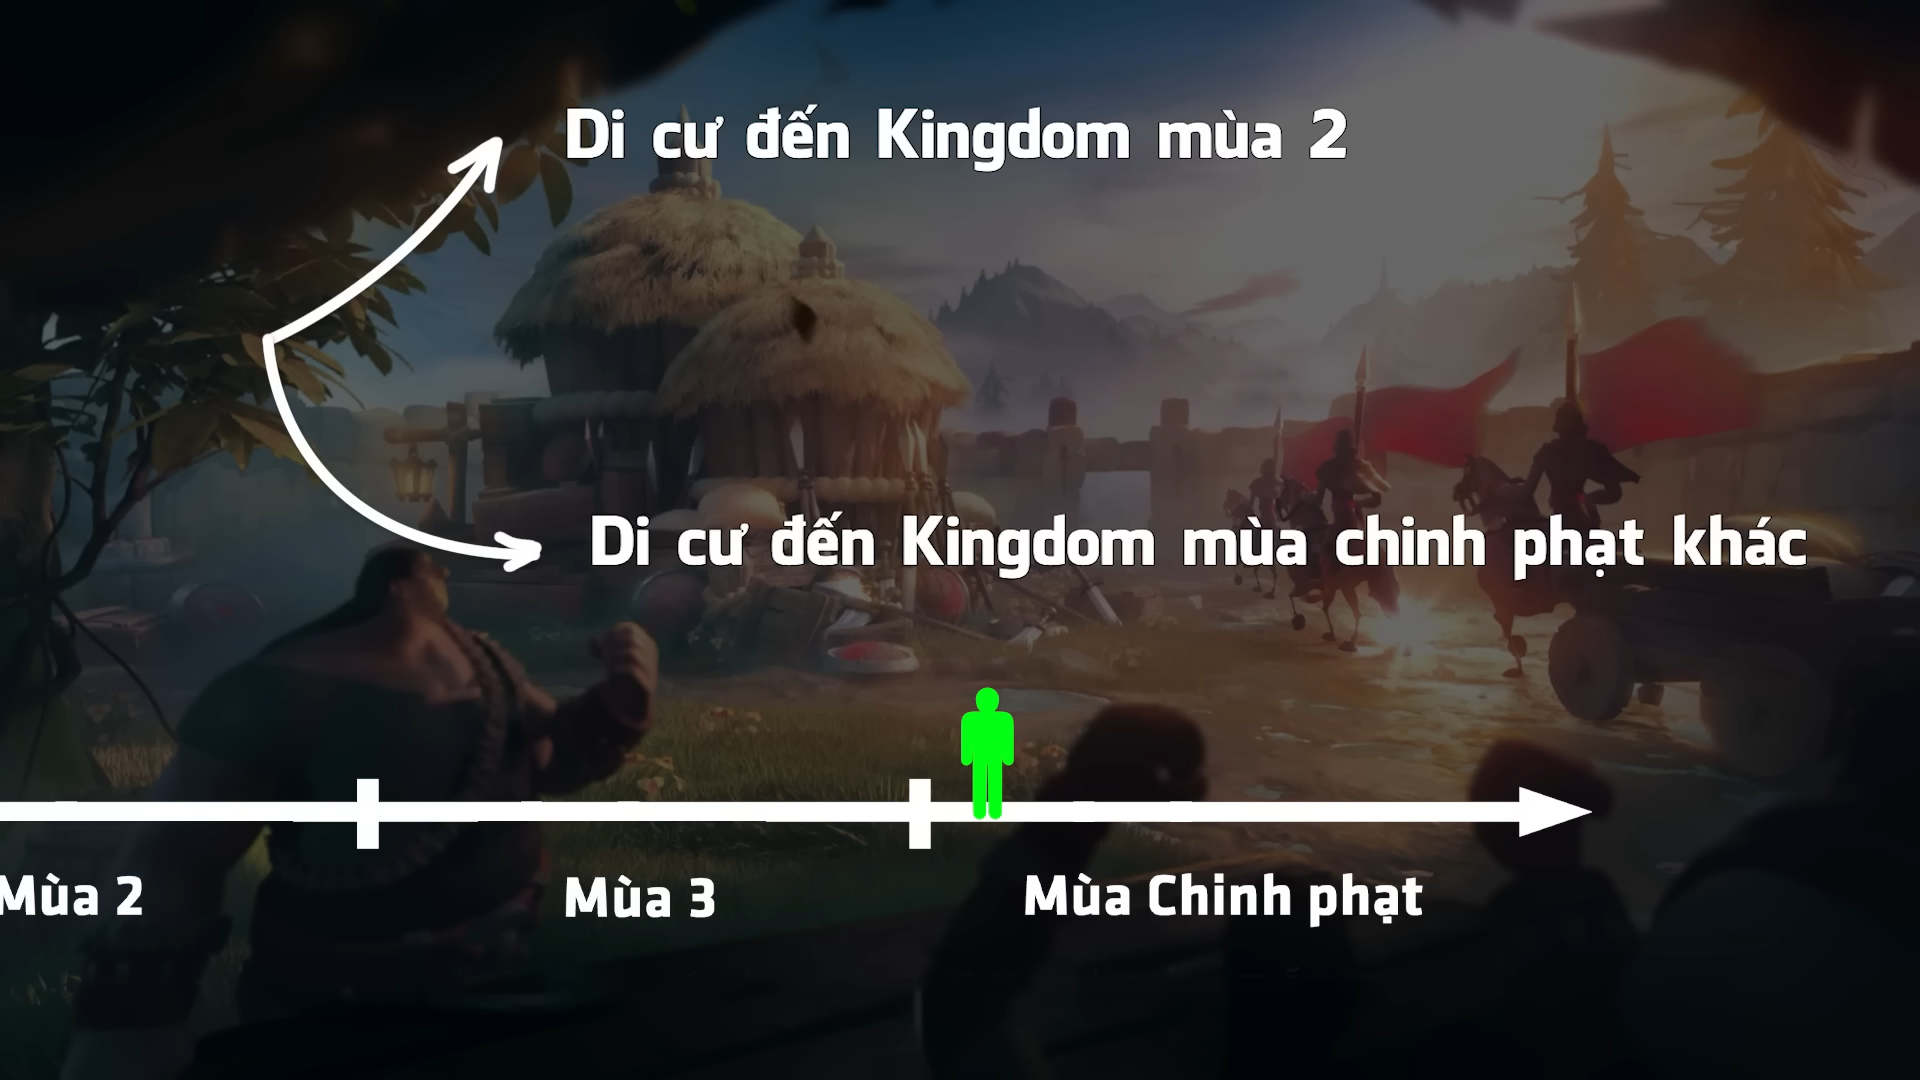 Di cư đến Kingdom mùa 2
Di cư đến Kingdom mùa chinh phạt khác
Mùa 2
Mùa 3
Mùa Chinh phạt